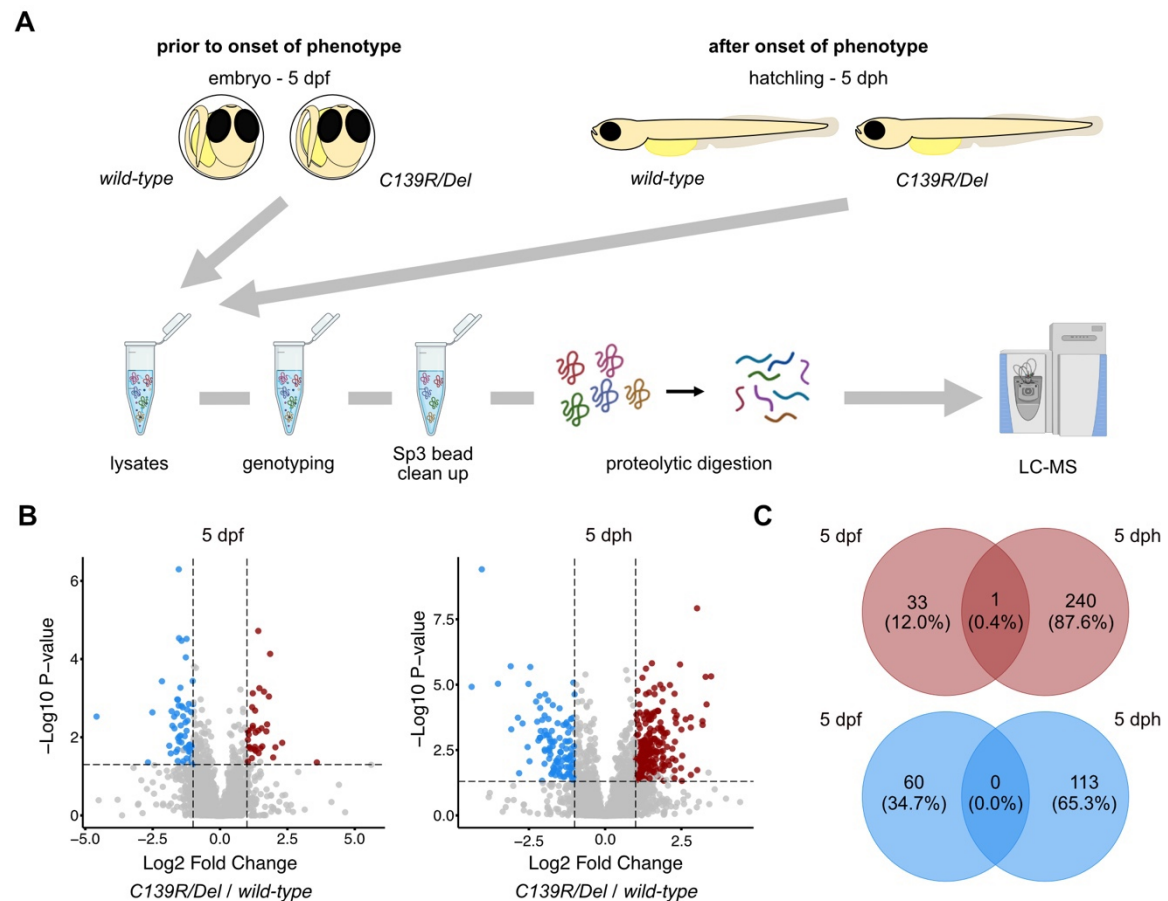 A
prior to onset of phenotype
after onset of phenotype
embryo - 5 dpf
hatchling - 5 dph
wild-type
C139R/Del
wild-type
C139R/Del
lysates
genotyping
Sp3 bead
clean up
proteolytic digestion
LC-MS
B
5 dpf
−Log10 P−value
6
4
2
0
−5.0
−2.5
0.0
2.5
5.0
Log2 Fold Change
C139R/Del / wild-type
5 dph
−Log10 P−value
7.5
5.0
2.5
0.0
−2.5
0.0
2.5
Log2 Fold Change
C139R/Del / wild-type
C
5 dpf
5 dph
33
(12.0%)
1
(0.4%)
240
(87.6%)
5 dpf
5 dph
60
(34.7%)
0
(0.0%)
113
(65.3%)